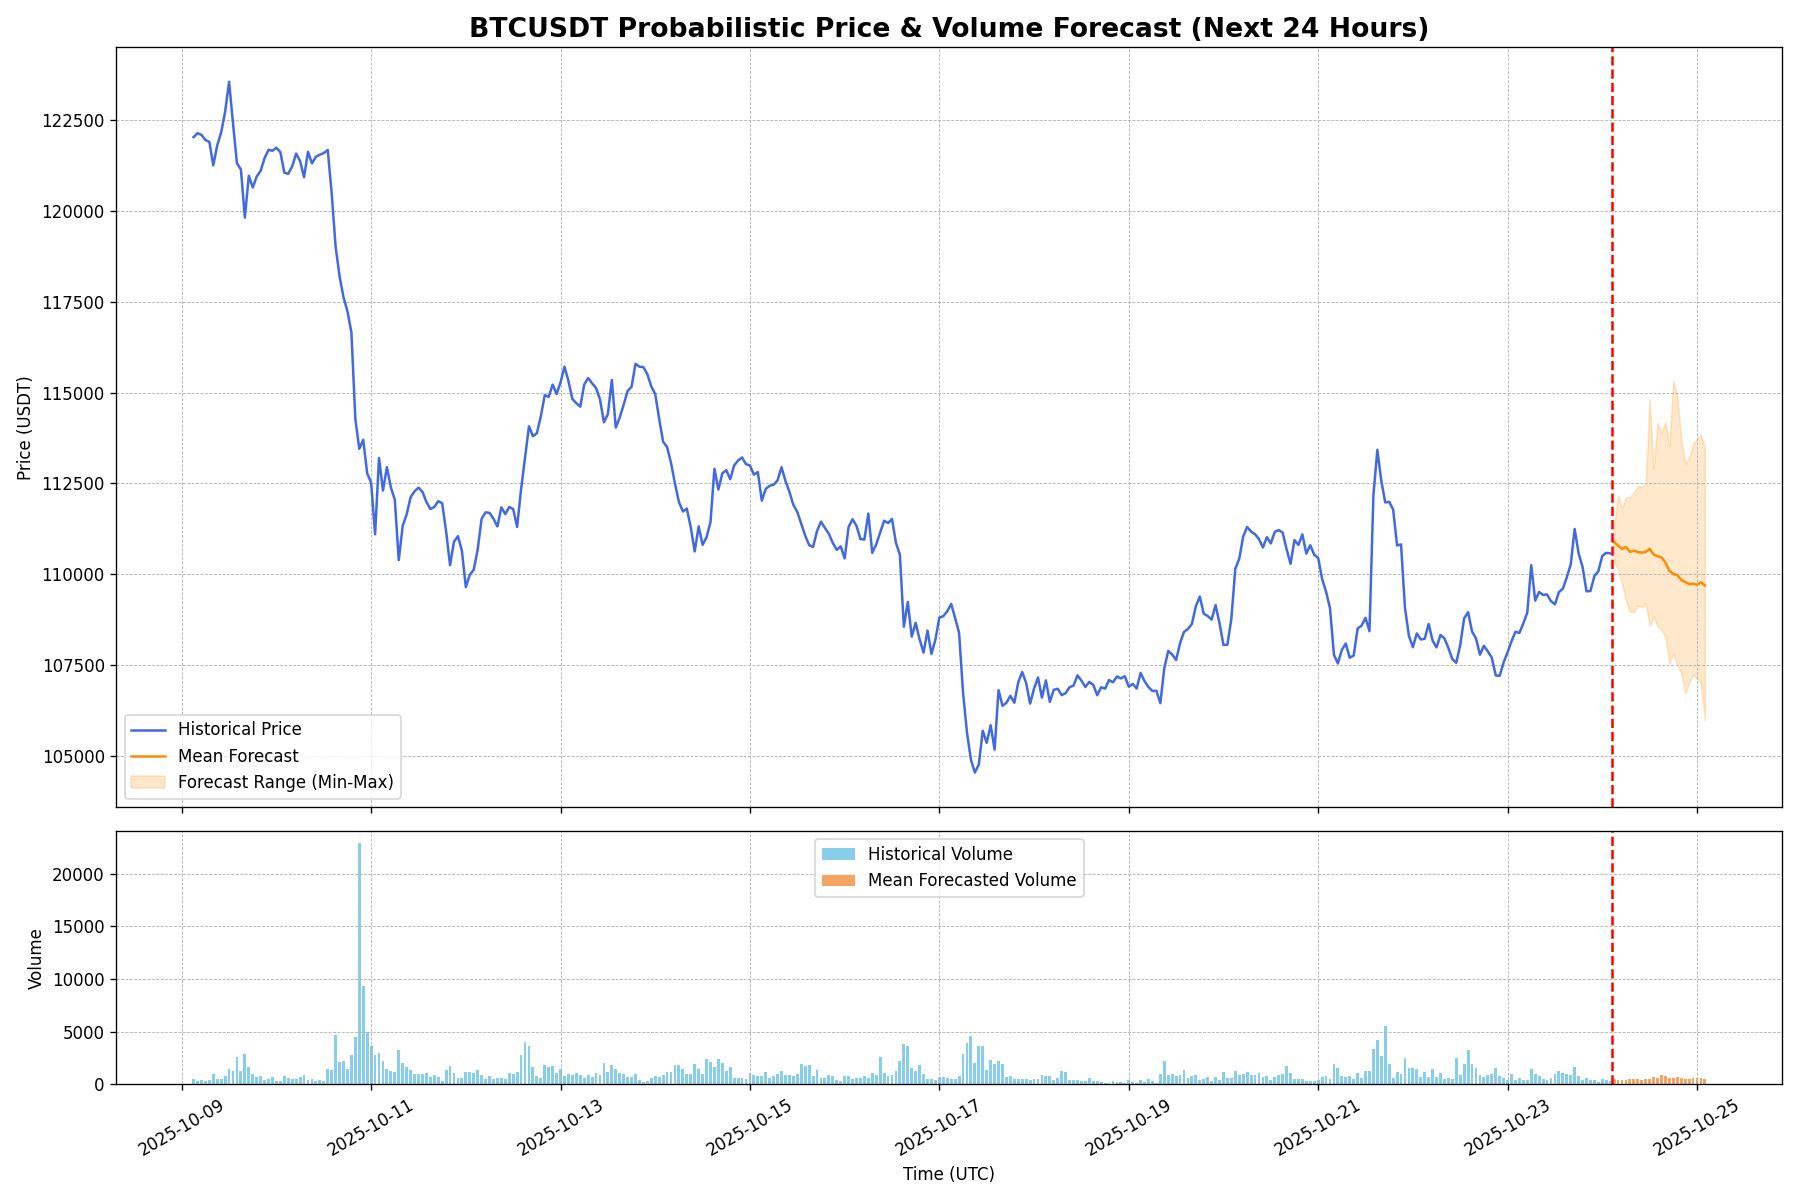 BTCUSDT Probabilistic Price & Volume Forecast (Next 24 Hours)
Price (USDT)
122500
120000
117500
115000
112500
110000
107500
105000
Historical Price
Mean Forecast
Forecast Range (Min-Max)
Volume
20000
15000
10000
5000
0
Historical Volume
Mean Forecasted Volume
2025-10-09
2025-10-11
2025-10-13
2025-10-15
2025-10-17
2025-10-19
2025-10-21
2025-10-23
2025-10-25
Time (UTC)